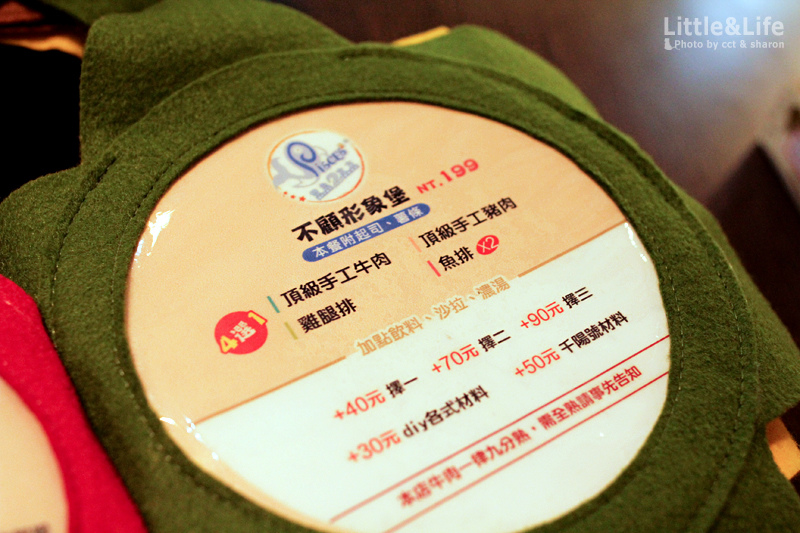 Little&Life
Photo by cct & sharon
PISCES
不顧形象堡 NT.199
本餐附起司、薯條
4選1
頂級手工牛肉
頂級手工豬肉
雞腿排
魚排 X2
加點飲料、沙拉、濃湯
+40元 擇一 +70元 擇二 +90元 擇三
+30元 diy各式材料 +50元 千陽號材料
本店牛肉一律九分熟，需全熟請事先告知